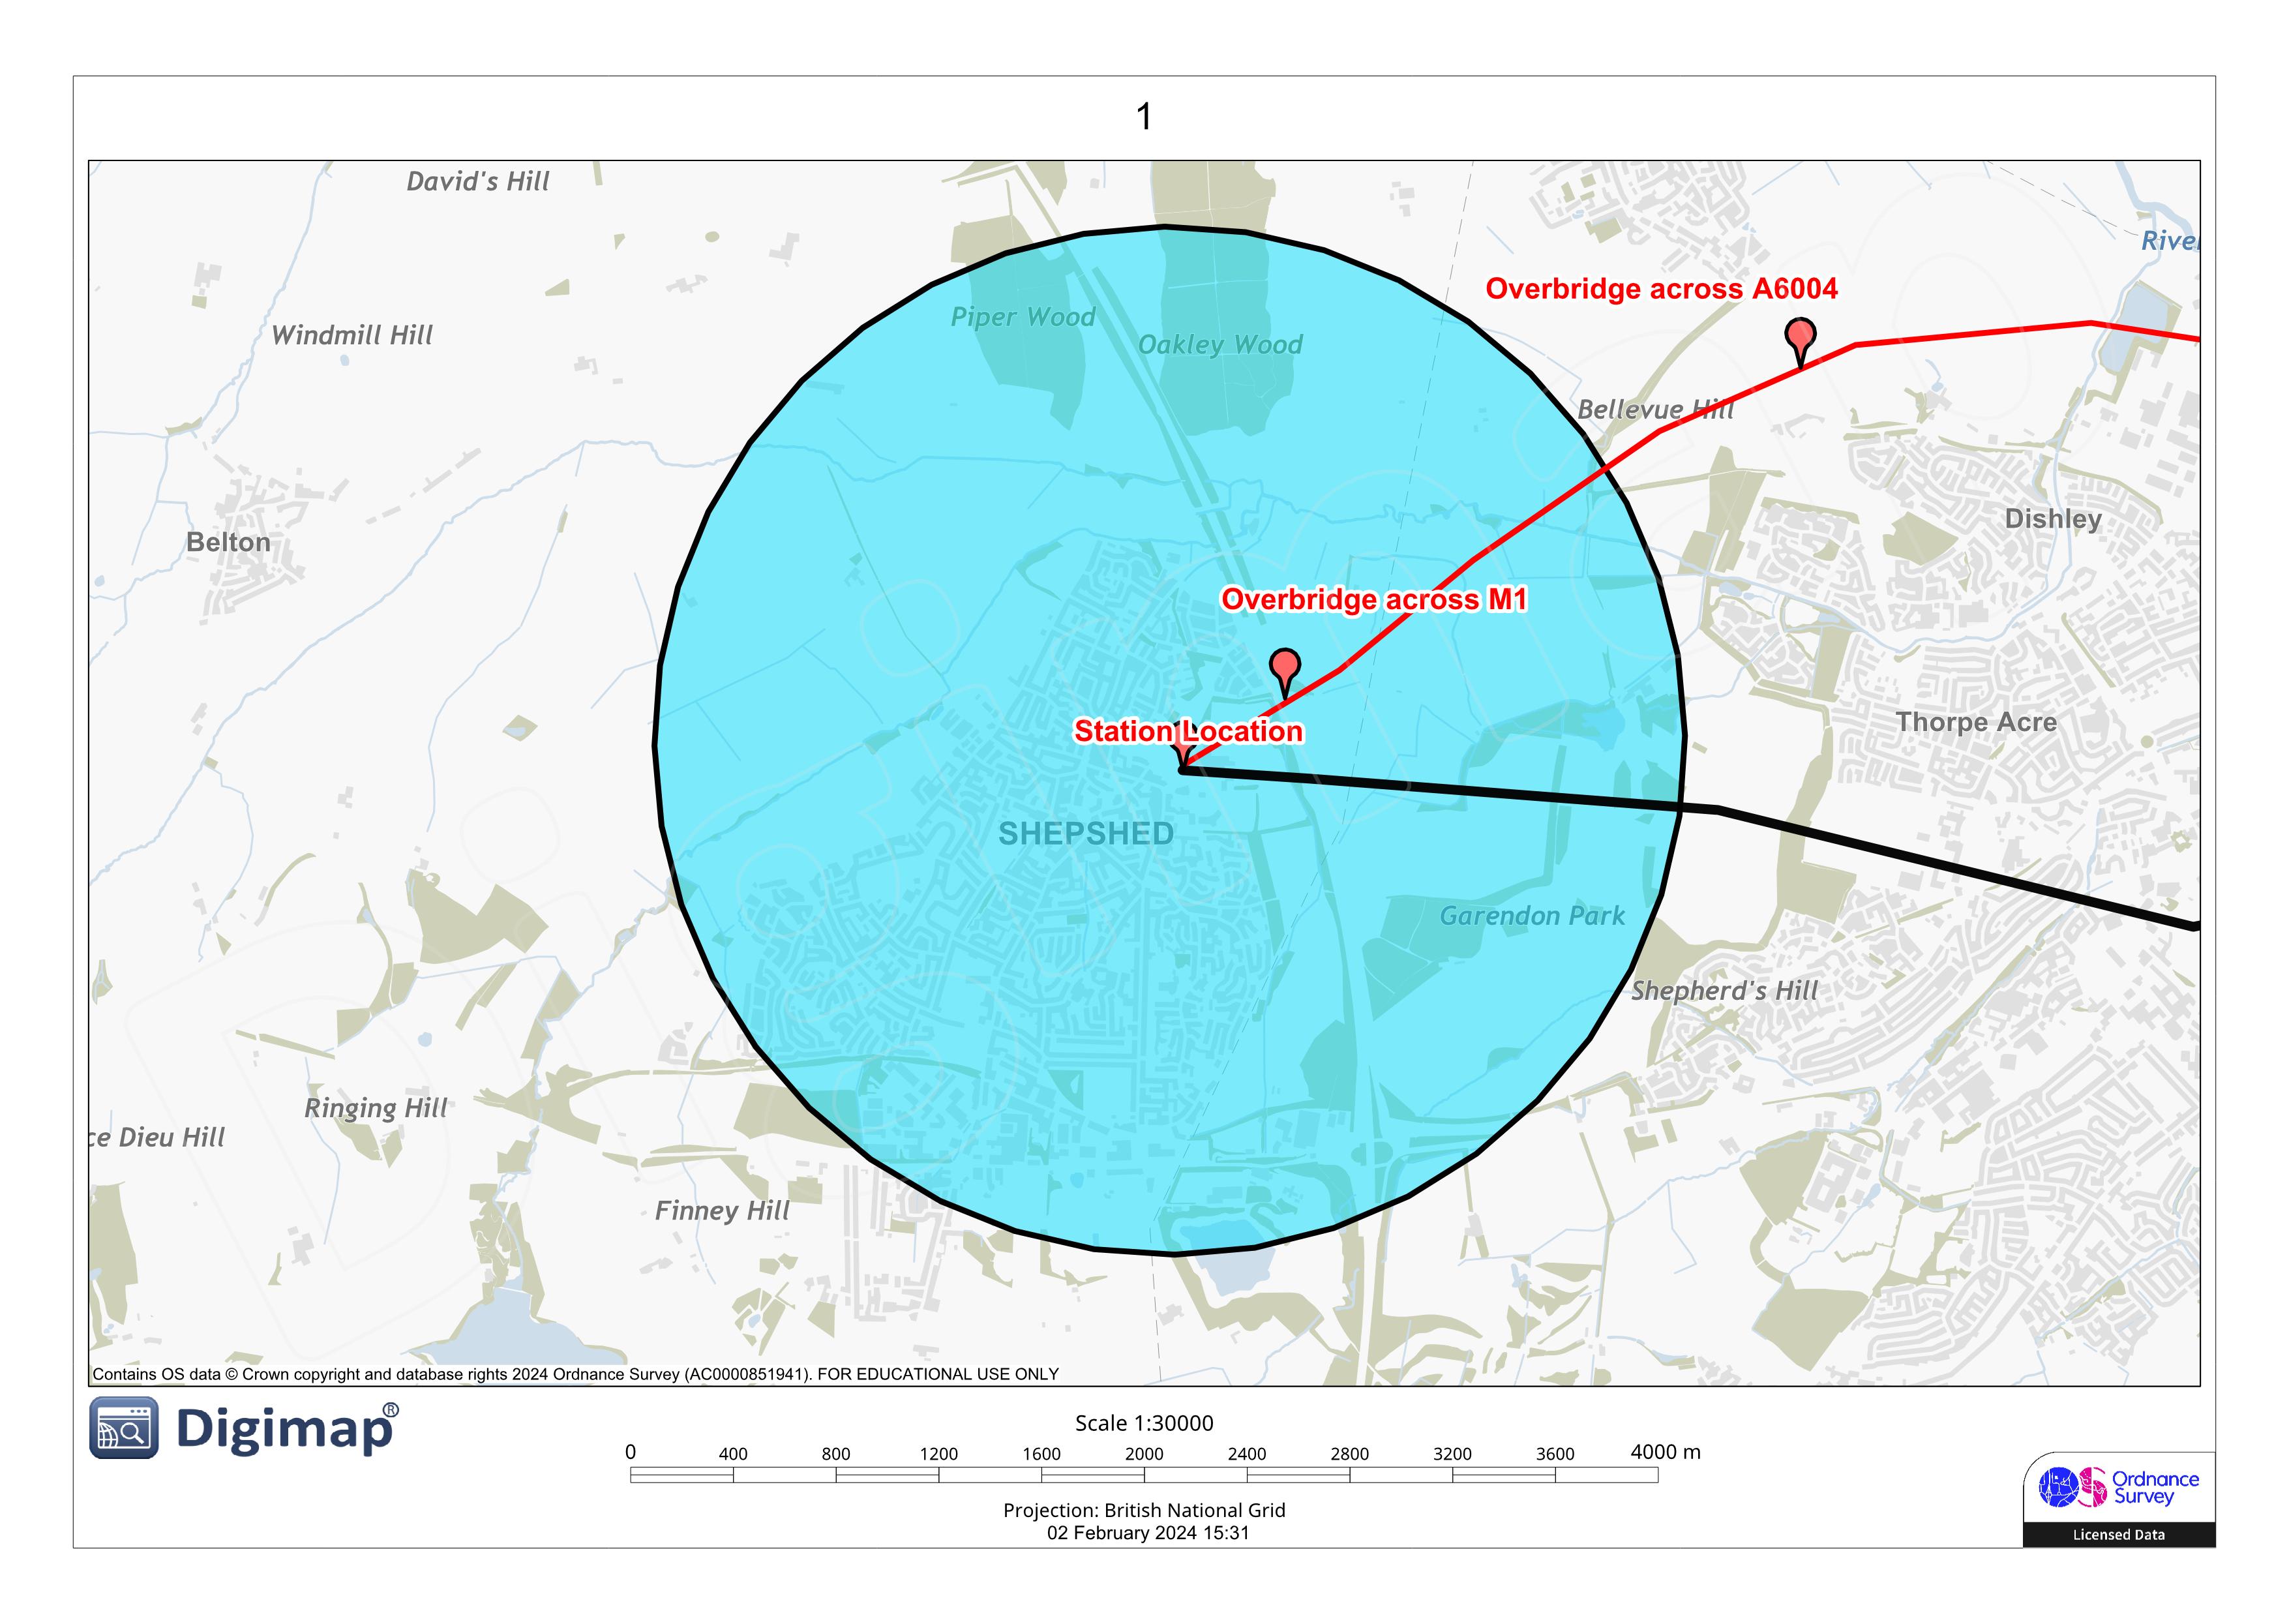 1
David's Hill
River
Overbridge across A6004
Piper Wood
Windmill Hill
Oakley Wood
Bellevue Hill
Dishley
Belton
Overbridge across M1
Thorpe Acre
Station Location
SHEPSHED
Garendon Park
Shepherd's Hill
Ringing Hill
ce Dieu Hill
Finney Hill
Contains OS data © Crown copyright and database rights 2024 Ordnance Survey (AC0000851941). FOR EDUCATIONAL USE ONLY
Digimap®
Scale 1:30000
0 400 800 1200 1600 2000 2400 2800 3200 3600 4000 m
Projection: British National Grid
02 February 2024 15:31
Ordnance
Survey
Licensed Data